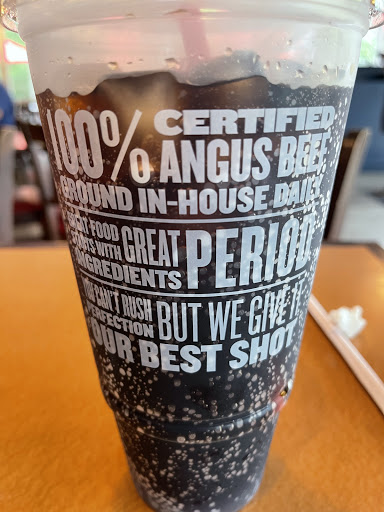 100% CERTIFIED
ANGUS BEEF
GROUND IN-HOUSE DAILY
FOOD
STARTS WITH GREAT
INGREDIENTS PERIOD
YOU CAN'T RUSH
PERFECTION BUT WE GIVE IT
OUR BEST SHOT